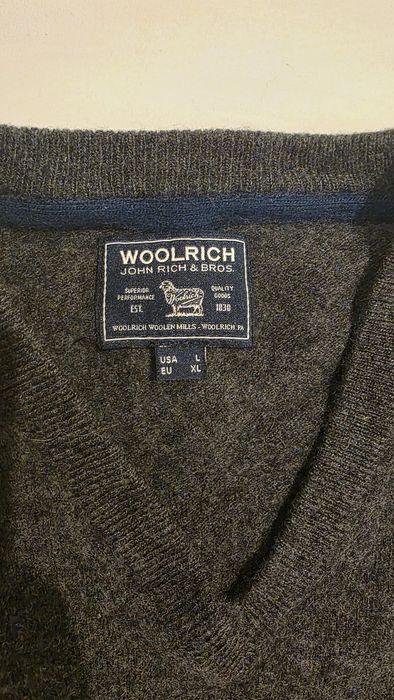 WOOLRICH
JOHN RICH & BROS.
SUPERIOR PERFORMANCE
EST.
Woolrich
QUALITY GOODS
1830
WOOLRICH WOOLEN MILLS - WOOLRICH PA
USA L
EU XL